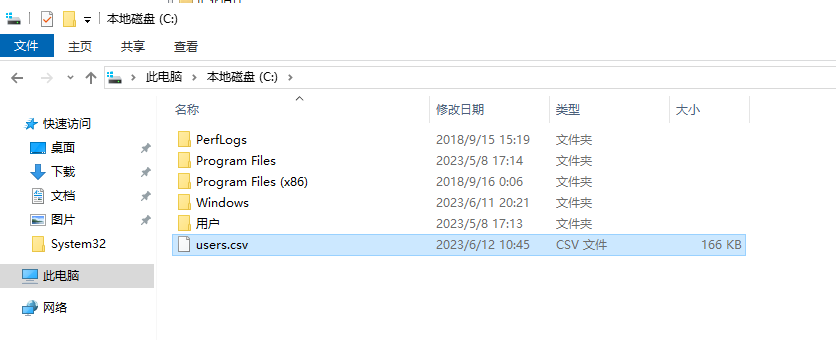 本地磁盘 (C:)
文件 主页 共享 查看
此电脑 本地磁盘 (C:)
名称 修改日期 类型 大小
快速访问
桌面
下载
文档
图片
System32
此电脑
网络
PerfLogs 2018/9/15 15:19 文件夹
Program Files 2023/5/8 17:14 文件夹
Program Files (x86) 2018/9/16 0:06 文件夹
Windows 2023/6/11 20:21 文件夹
用户 2023/5/8 17:13 文件夹
users.csv 2023/6/12 10:45 CSV 文件 166 KB